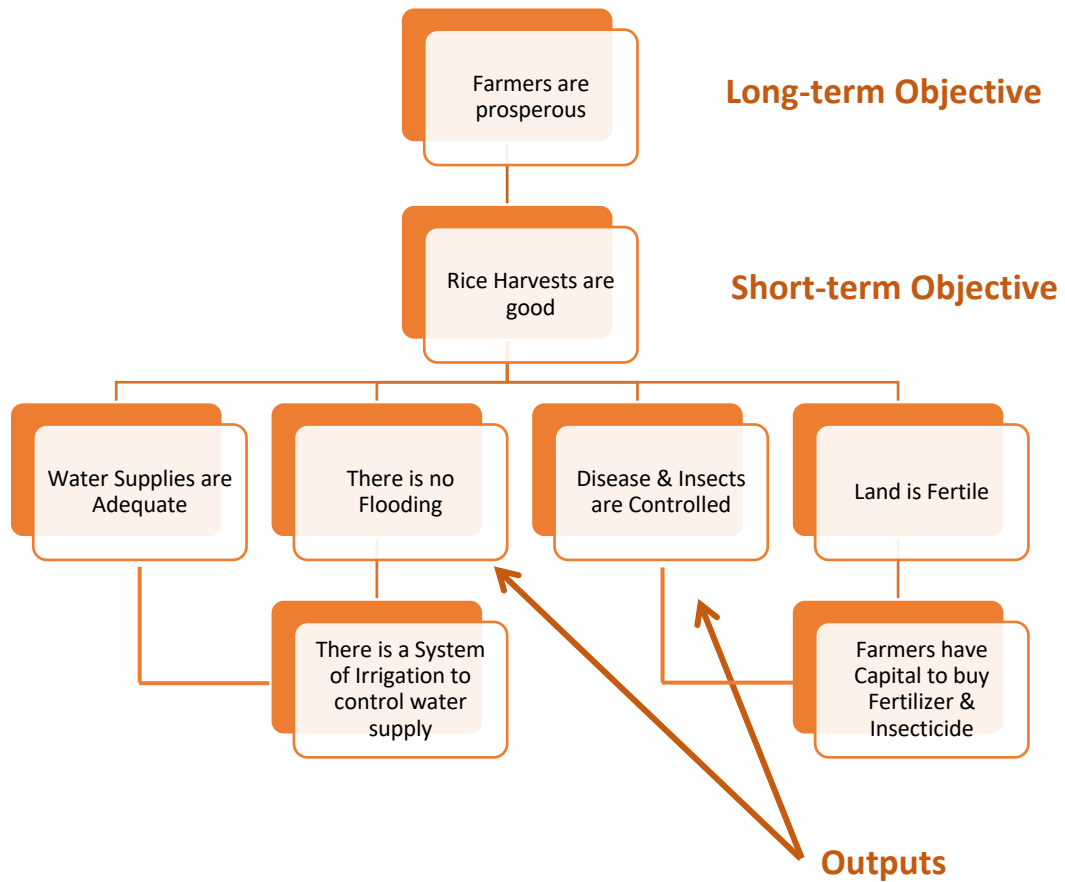 Farmers are
prosperous
Long-term Objective
Rice Harvests are
good
Short-term Objective
Water Supplies are
Adequate
There is no
Flooding
Disease & Insects
are Controlled
Land is Fertile
There is a System
of Irrigation to
control water
supply
Farmers have
Capital to buy
Fertilizer &
Insecticide
Outputs